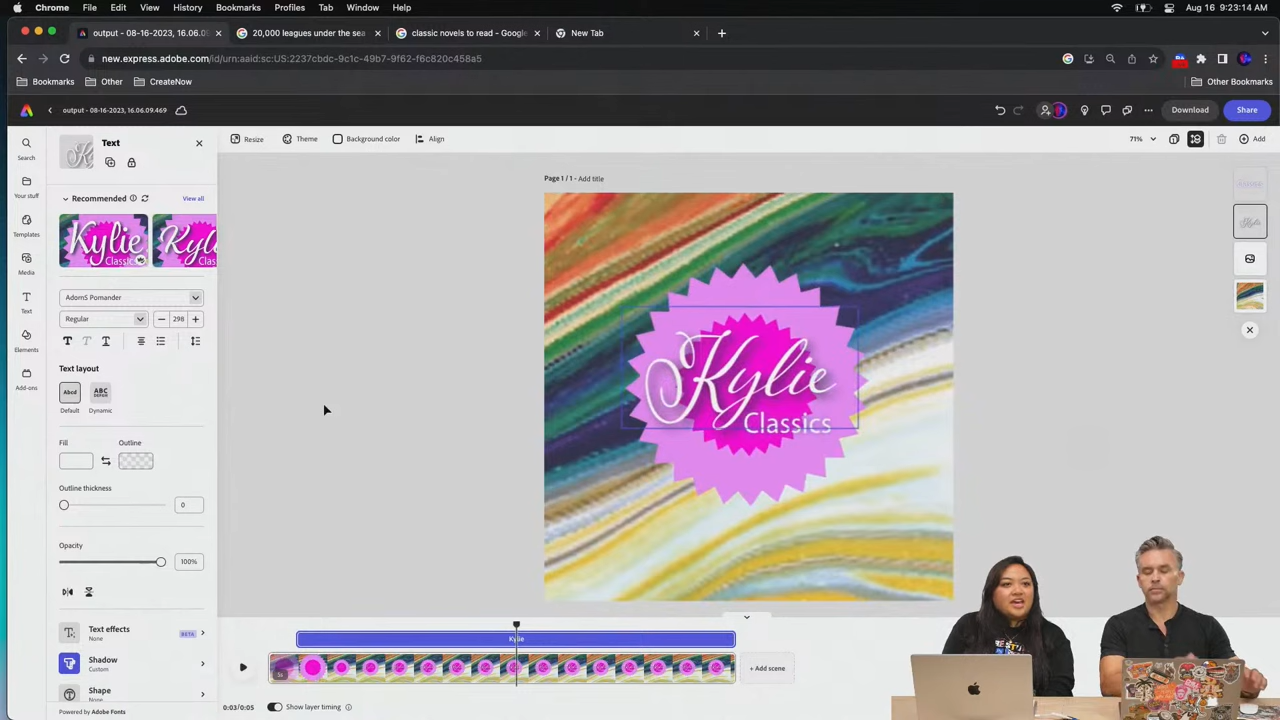 Chrome File Edit View History Bookmarks Profiles Tab Window Help Aug 16 9:23:14 AM
output - 08-16-2023, 16.06.0 20,000 leagues under the sea classic novels to read - Google New Tab
new.express.adobe.com/id/urn:aaid:sc:US:2237cbdc-9c1c-49b7-9f62-f6c820c458a5
Bookmarks Other CreateNow Other Bookmarks
output - 08-16-2023, 16.06.09.469 Download Share
Text
Resize Theme Background color Align 71% Add
Search
Your stuff
Templates
Media
Text
Elements
Add-ons
Recommended View all
Kylie Classics
AdornS Pomander
Regular 298
Text layout
Abcd ABC
Default Dynamic
Fill Outline
Outline thickness
0
Opacity
100%
Text effects BETA
None
Shadow
Custom
Shape
None
Powered by Adobe Fonts
Page 1 / 1 - Add title
Kylie
Classics
Kylie
5s
+ Add scene
0:03/0:05 Show layer timing